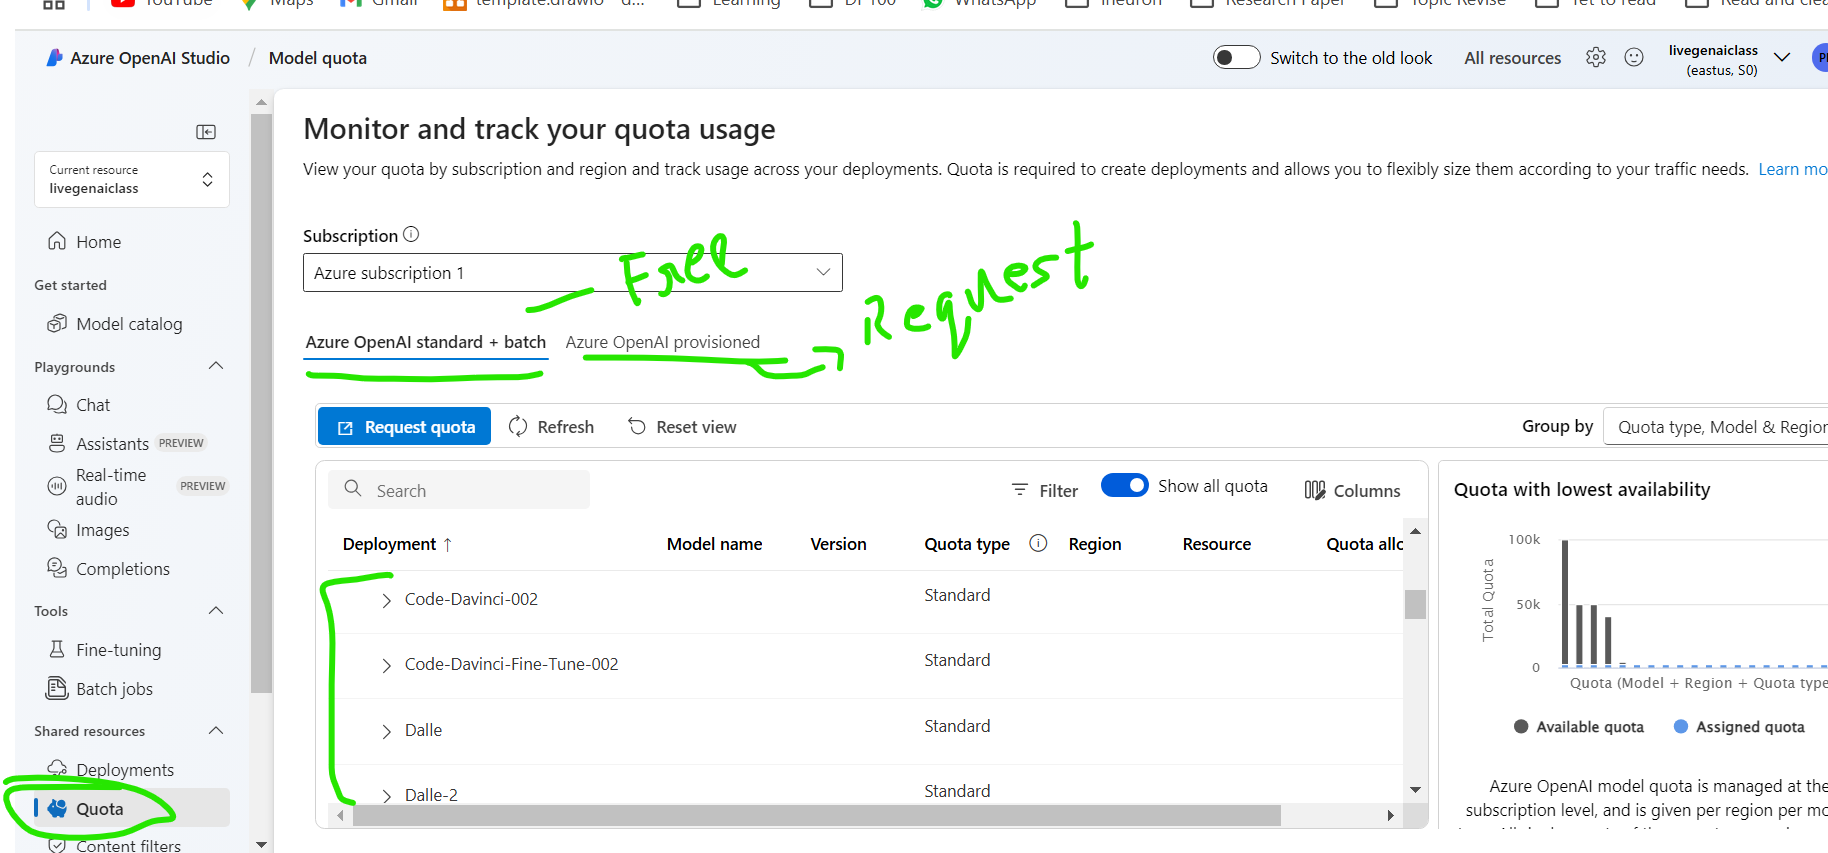 YouTube Maps Gmail template.drawio - d... Learning DP100 WhatsApp Research Paper Topic Revise Yet to read
Azure OpenAI Studio / Model quota
Switch to the old look All resources livegenaiclass
(eastus, S0)
Current resource
livegenaiclass
Home
Get started
Model catalog
Playgrounds
Chat
Assistants PREVIEW
Real-time audio PREVIEW
Images
Completions
Tools
Fine-tuning
Batch jobs
Shared resources
Deployments
Quota
Content filters
Monitor and track your quota usage
View your quota by subscription and region and track usage across your deployments. Quota is required to create deployments and allows you to flexibly size them according to your traffic needs. Learn mo
Subscription
Azure subscription 1
Free
Request
Azure OpenAI standard + batch Azure OpenAI provisioned
Request quota Refresh Reset view
Group by Quota type, Model & Region
Search Filter Show all quota Columns
Deployment ↑ Model name Version Quota type Region Resource Quota allo
Code-Davinci-002 Standard
Code-Davinci-Fine-Tune-002 Standard
Dalle Standard
Dalle-2 Standard
Quota with lowest availability
Total Quota
100k
50k
0
Quota (Model + Region + Quota type
Available quota Assigned quota
Azure OpenAI model quota is managed at the
subscription level, and is given per region per mo